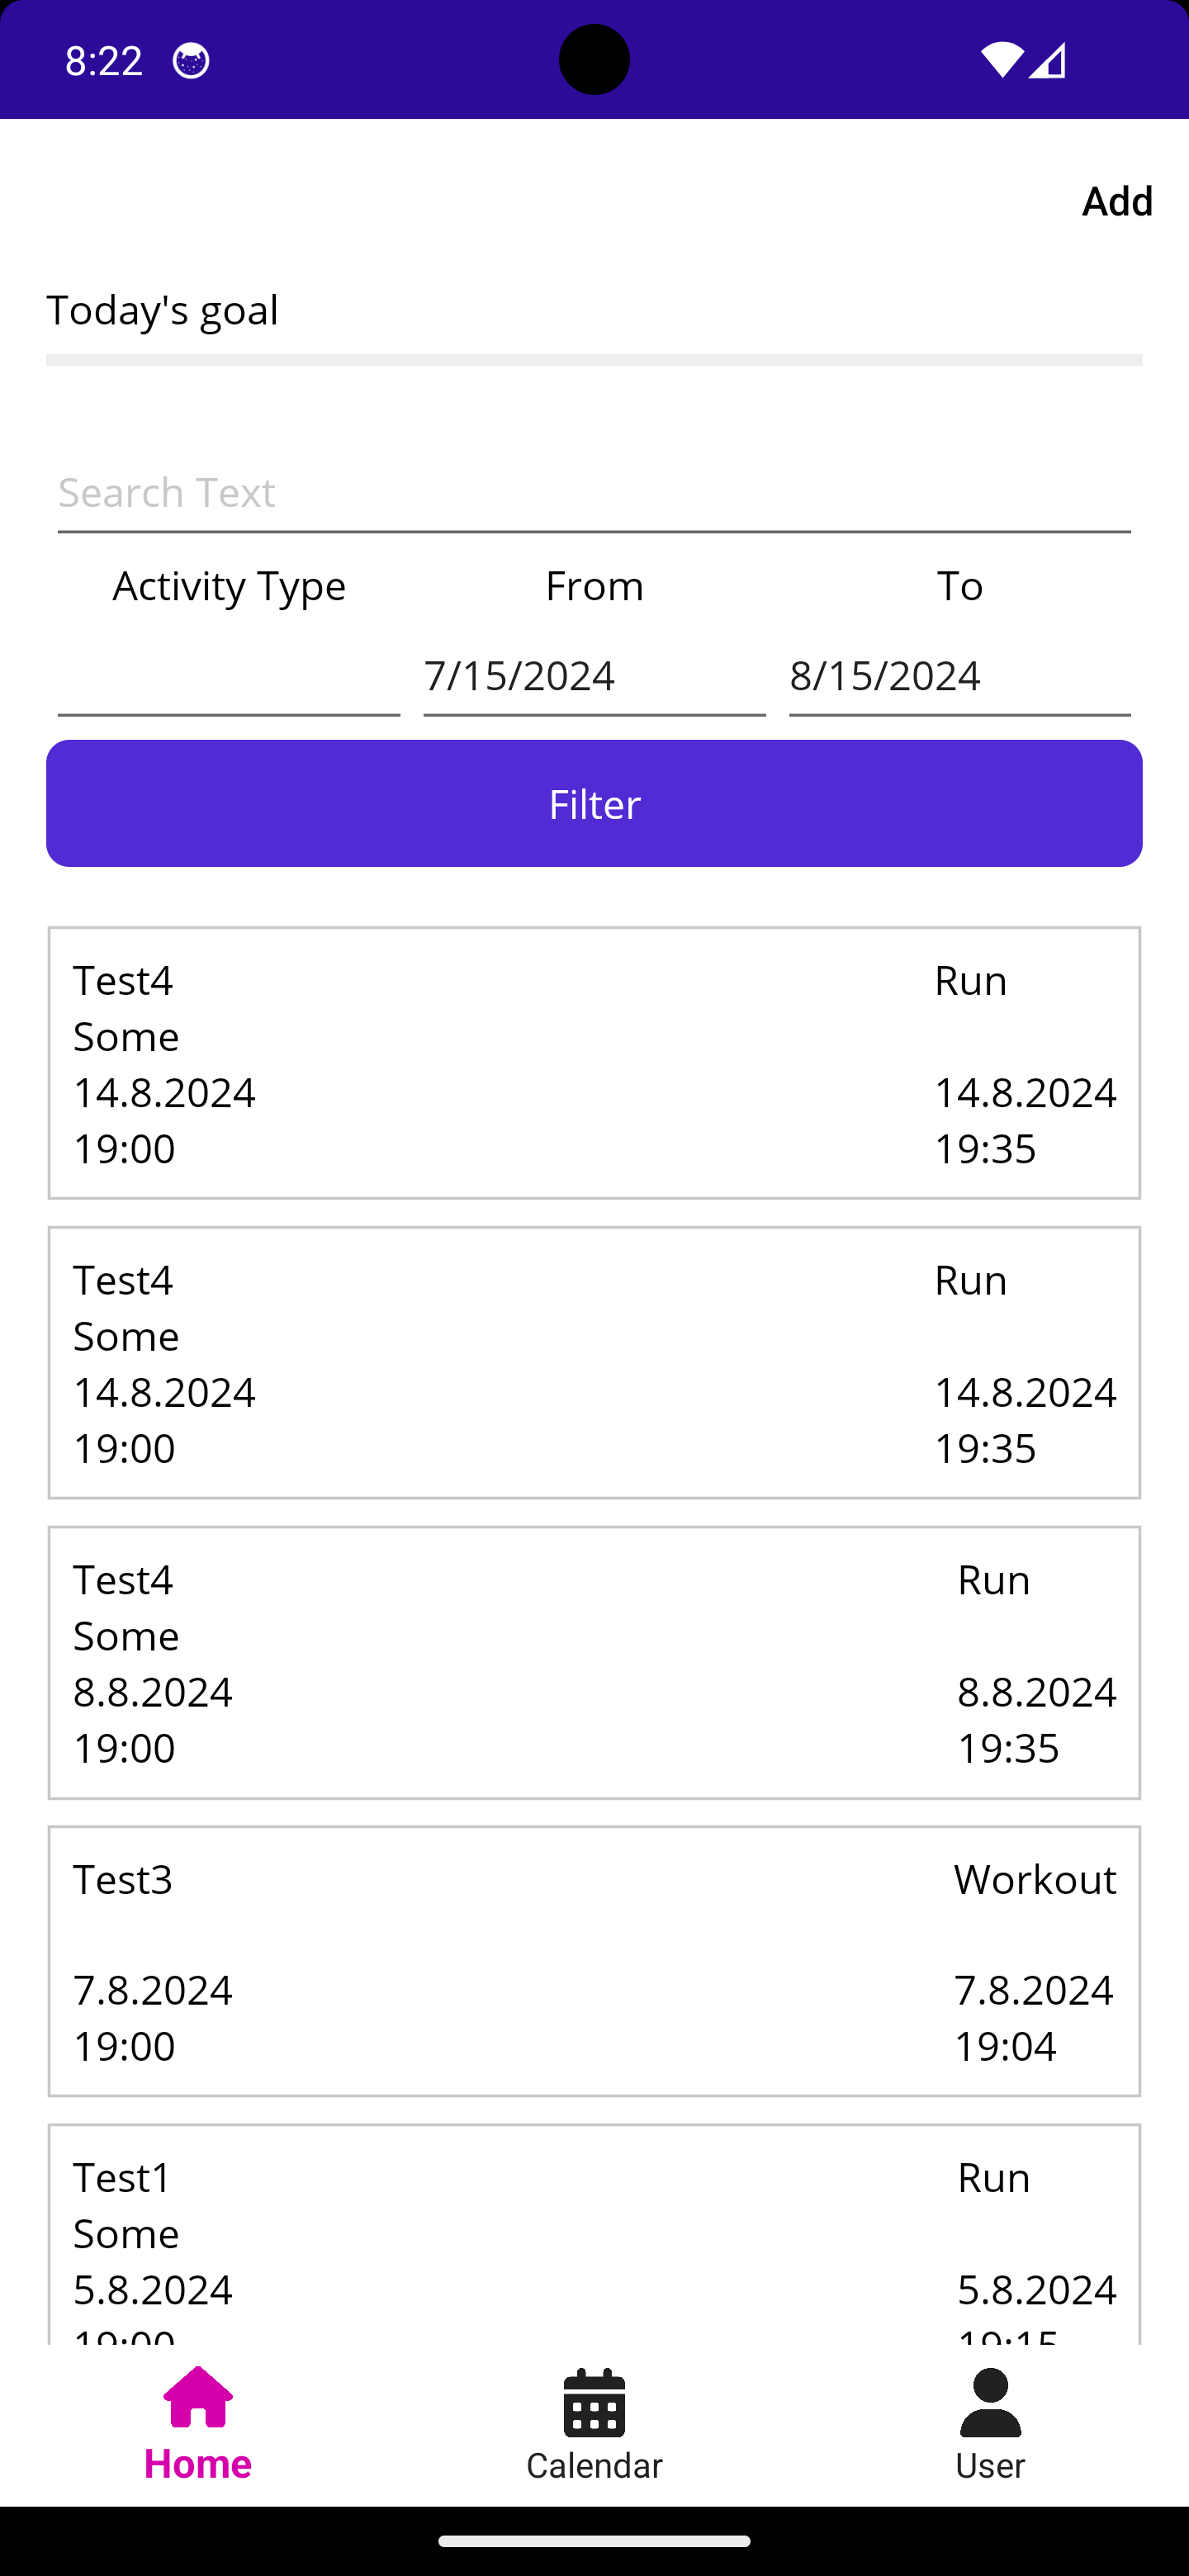 8:22
Add
Today's goal
Search Text
Activity Type From To
7/15/2024 8/15/2024
Filter
Test4 Run
Some
14.8.2024 14.8.2024
19:00 19:35
Test4 Run
Some
14.8.2024 14.8.2024
19:00 19:35
Test4 Run
Some
8.8.2024 8.8.2024
19:00 19:35
Test3 Workout
7.8.2024 7.8.2024
19:00 19:04
Test1 Run
Some
5.8.2024 5.8.2024
19:00 19:15
Home Calendar User